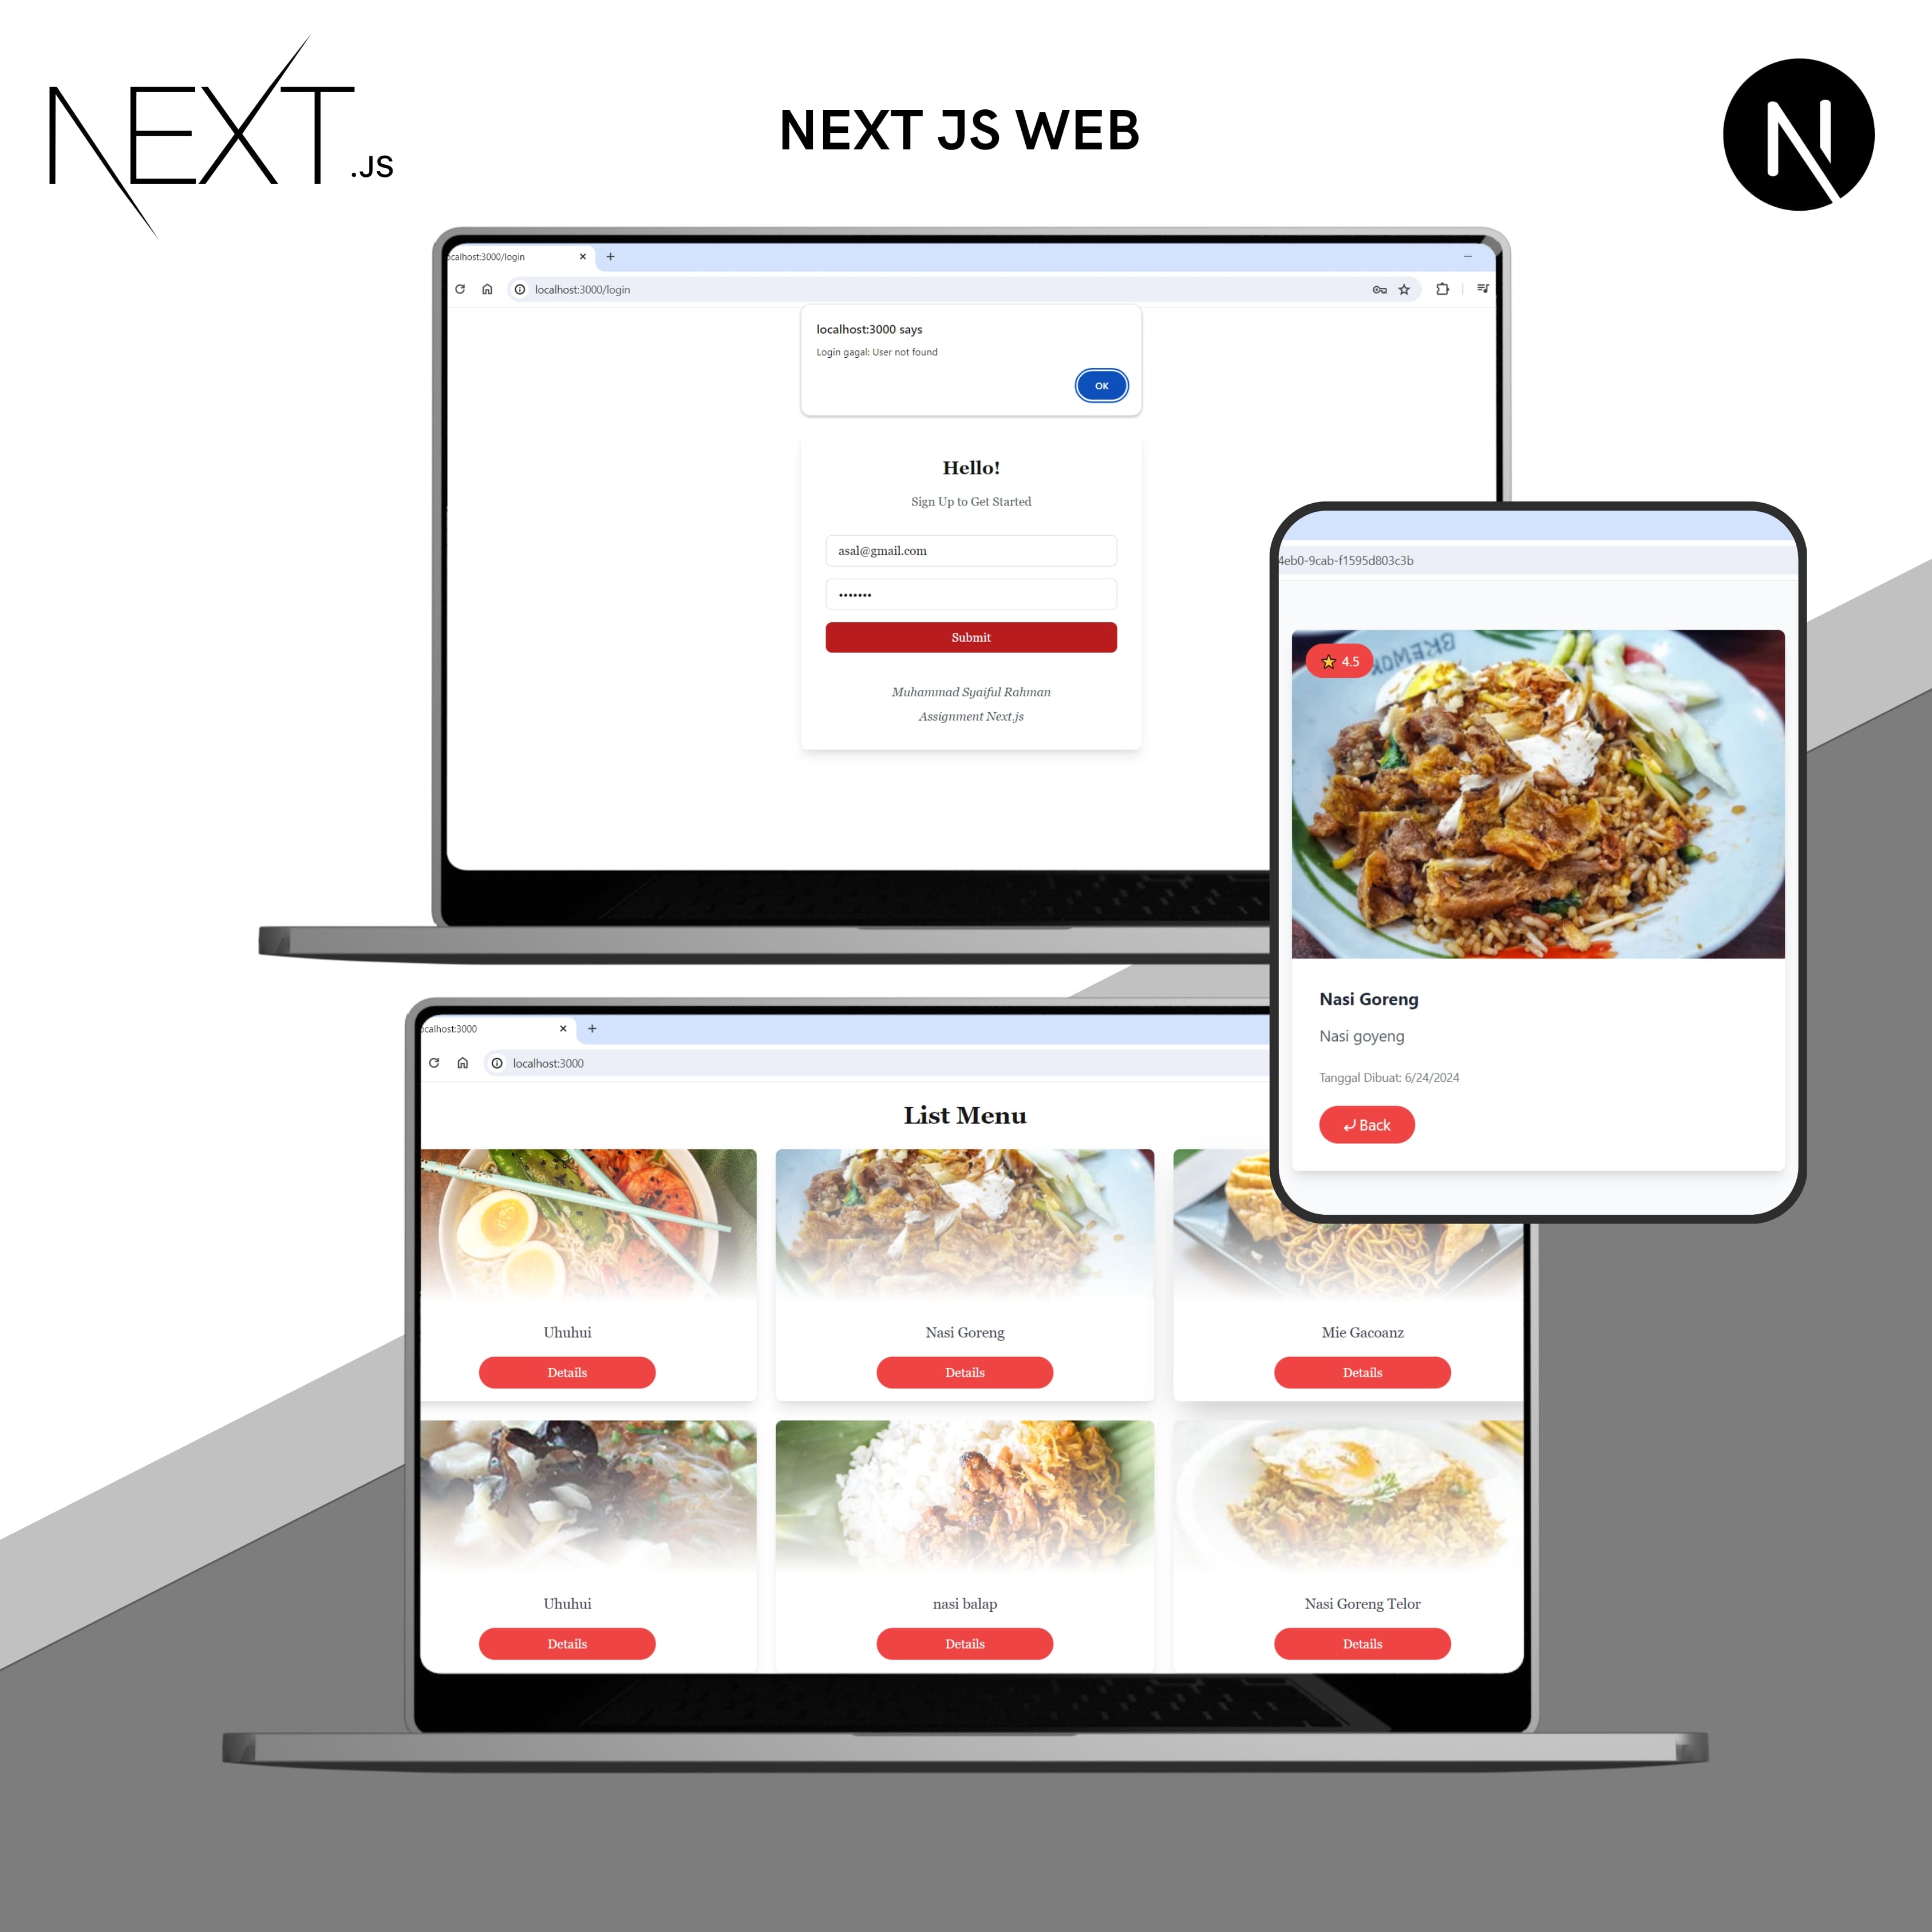 NEXT.JS
NEXT JS WEB
N
ocalhost:3000/login
localhost:3000/login
localhost:3000 says
Login gagal: User not found
OK
Hello!
Sign Up to Get Started
asal@gmail.com
•••••••
Submit
Muhammad Syaiful Rahman
Assignment Next.js
4eb0-9cab-f1595d803c3b
BREWOK
4.5
Nasi Goreng
Nasi goyeng
Tanggal Dibuat: 6/24/2024
Back
ocalhost:3000
localhost:3000
List Menu
Uhuhui
Nasi Goreng
Mie Gacoanz
Details
Details
Details
Uhuhui
nasi balap
Nasi Goreng Telor
Details
Details
Details